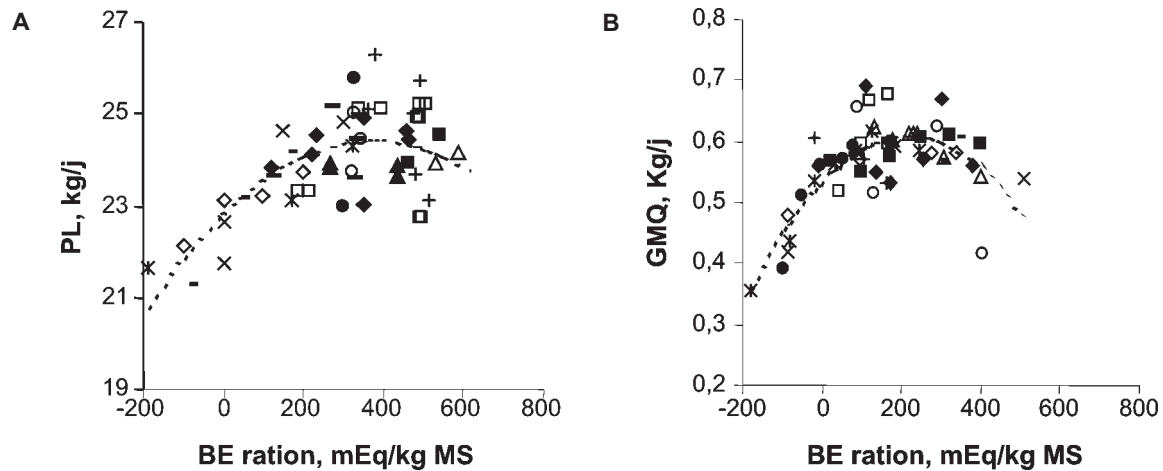 A
PL, kg/j
27
25
23
21
19
-200 0 200 400 600 800
BE ration, mEq/kg MS
B
GMQ, Kg/j
0,8
0,7
0,6
0,5
0,4
0,3
0,2
-200 0 200 400 600 800
BE ration, mEq/kg MS